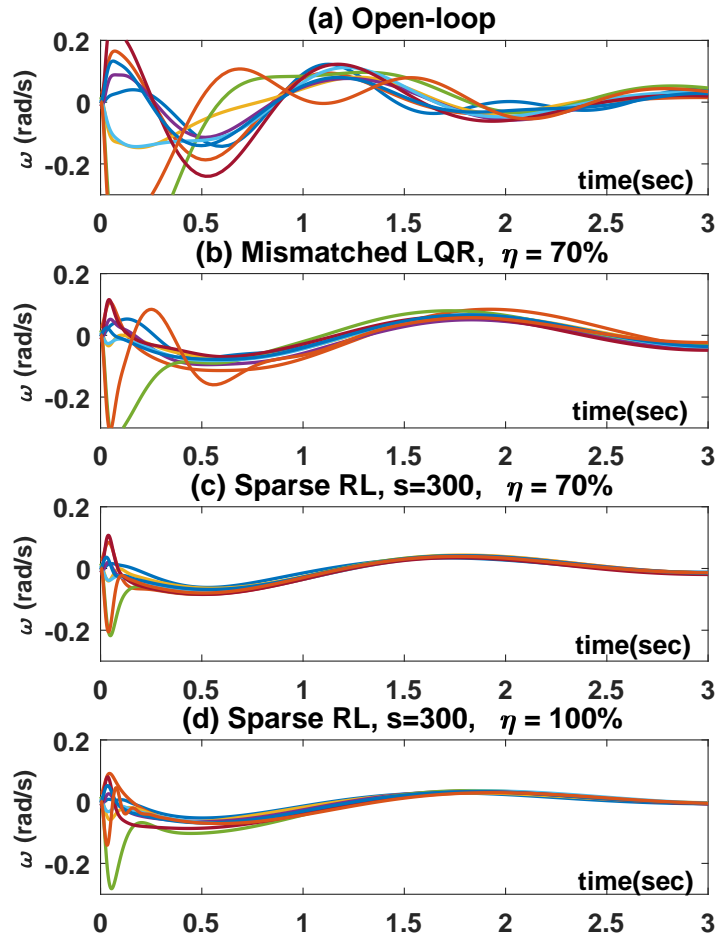 (a) Open-loop
0.2
0
-0.2
ω (rad/s)
time(sec)
0 0.5 1 1.5 2 2.5 3
(b) Mismatched LQR, η = 70%
0.2
0
-0.2
ω (rad/s)
time(sec)
0 0.5 1 1.5 2 2.5 3
(c) Sparse RL, s=300, η = 70%
0.2
0
-0.2
ω (rad/s)
time(sec)
0 0.5 1 1.5 2 2.5 3
(d) Sparse RL, s=300, η = 100%
0.2
0
-0.2
ω (rad/s)
time(sec)
0 0.5 1 1.5 2 2.5 3